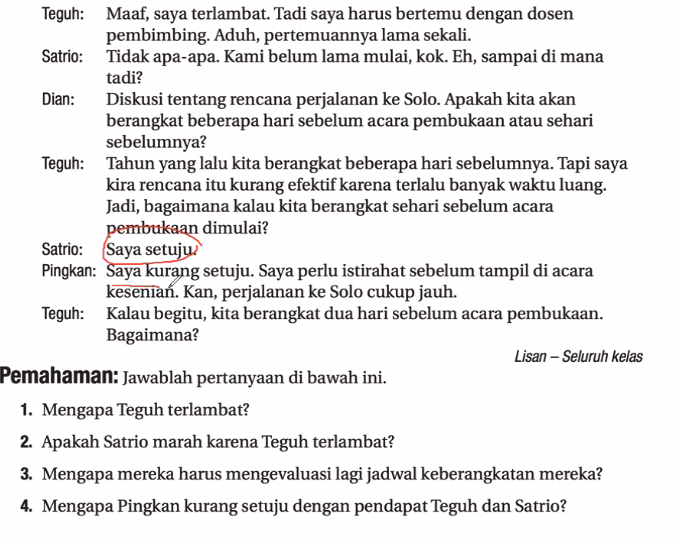 Teguh: Maaf, saya terlambat. Tadi saya harus bertemu dengan dosen
pembimbing. Aduh, pertemuannya lama sekali.
Satrio: Tidak apa-apa. Kami belum lama mulai, kok. Eh, sampai di mana
tadi?
Dian: Diskusi tentang rencana perjalanan ke Solo. Apakah kita akan
berangkat beberapa hari sebelum acara pembukaan atau sehari
sebelumnya?
Teguh: Tahun yang lalu kita berangkat beberapa hari sebelumnya. Tapi saya
kira rencana itu kurang efektif karena terlalu banyak waktu luang.
Jadi, bagaimana kalau kita berangkat sehari sebelum acara
pembukaan dimulai?
Satrio: Saya setuju.
Pingkan: Saya kurang setuju. Saya perlu istirahat sebelum tampil di acara
kesenian. Kan, perjalanan ke Solo cukup jauh.
Teguh: Kalau begitu, kita berangkat dua hari sebelum acara pembukaan.
Bagaimana?
Lisan – Seluruh kelas
Pemahaman: Jawablah pertanyaan di bawah ini.
1. Mengapa Teguh terlambat?
2. Apakah Satrio marah karena Teguh terlambat?
3. Mengapa mereka harus mengevaluasi lagi jadwal keberangkatan mereka?
4. Mengapa Pingkan kurang setuju dengan pendapat Teguh dan Satrio?